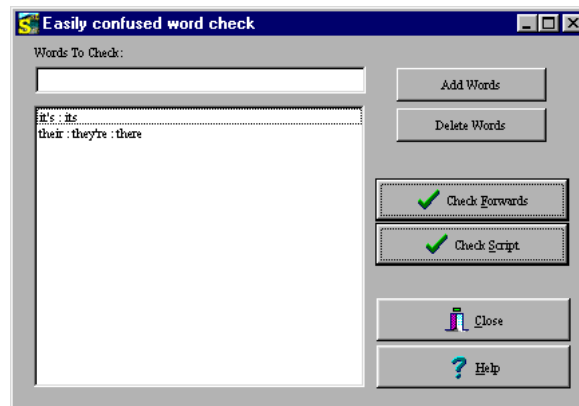 Easily confused word check
Words To Check:
Add Words
it's : its
their : they're : there
Delete Words
Check Forwards
Check Script
Close
Help